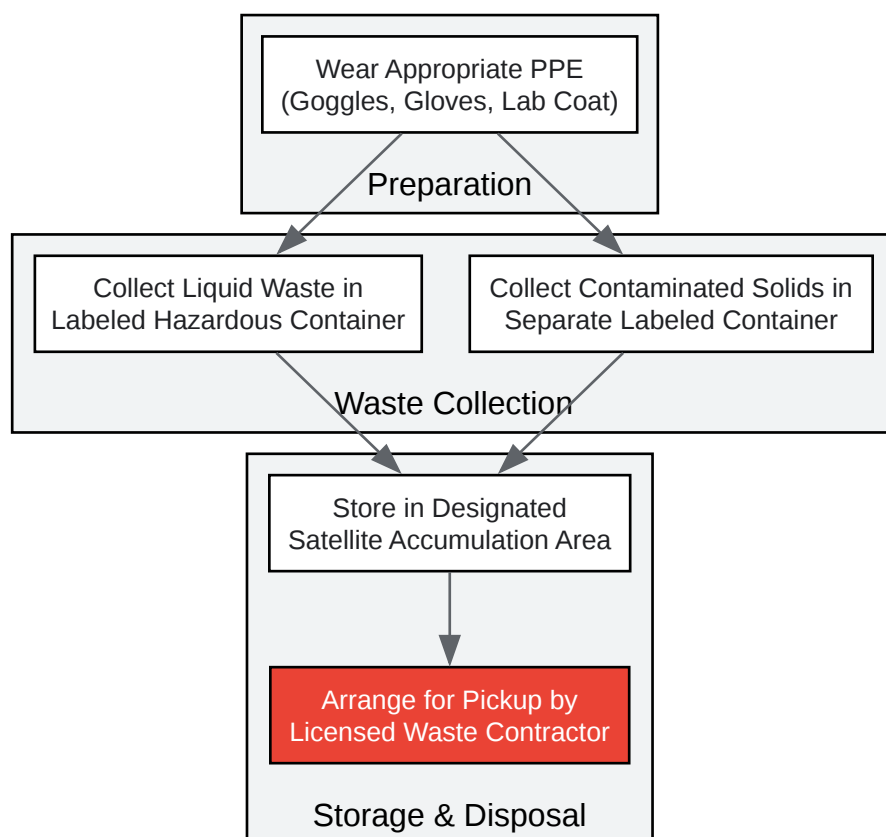 Wear Appropriate PPE
(Goggles, Gloves, Lab Coat)
Preparation
Collect Liquid Waste in
Labeled Hazardous Container
Collect Contaminated Solids in
Separate Labeled Container
Waste Collection
Store in Designated
Satellite Accumulation Area
Arrange for Pickup by
Licensed Waste Contractor
Storage & Disposal